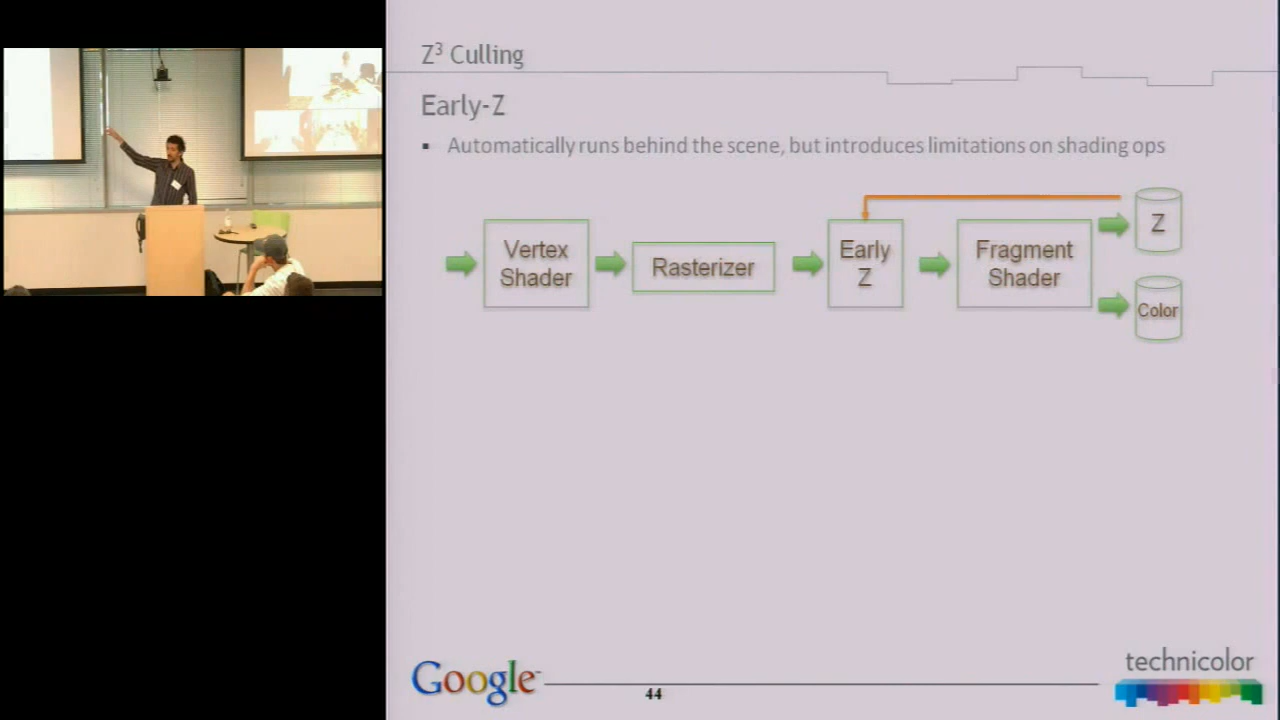 Z³ Culling
Early-Z
▪ Automatically runs behind the scene, but introduces limitations on shading ops
Vertex
Shader
Rasterizer
Early
Z
Fragment
Shader
Z
Color
Google
44
technicolor